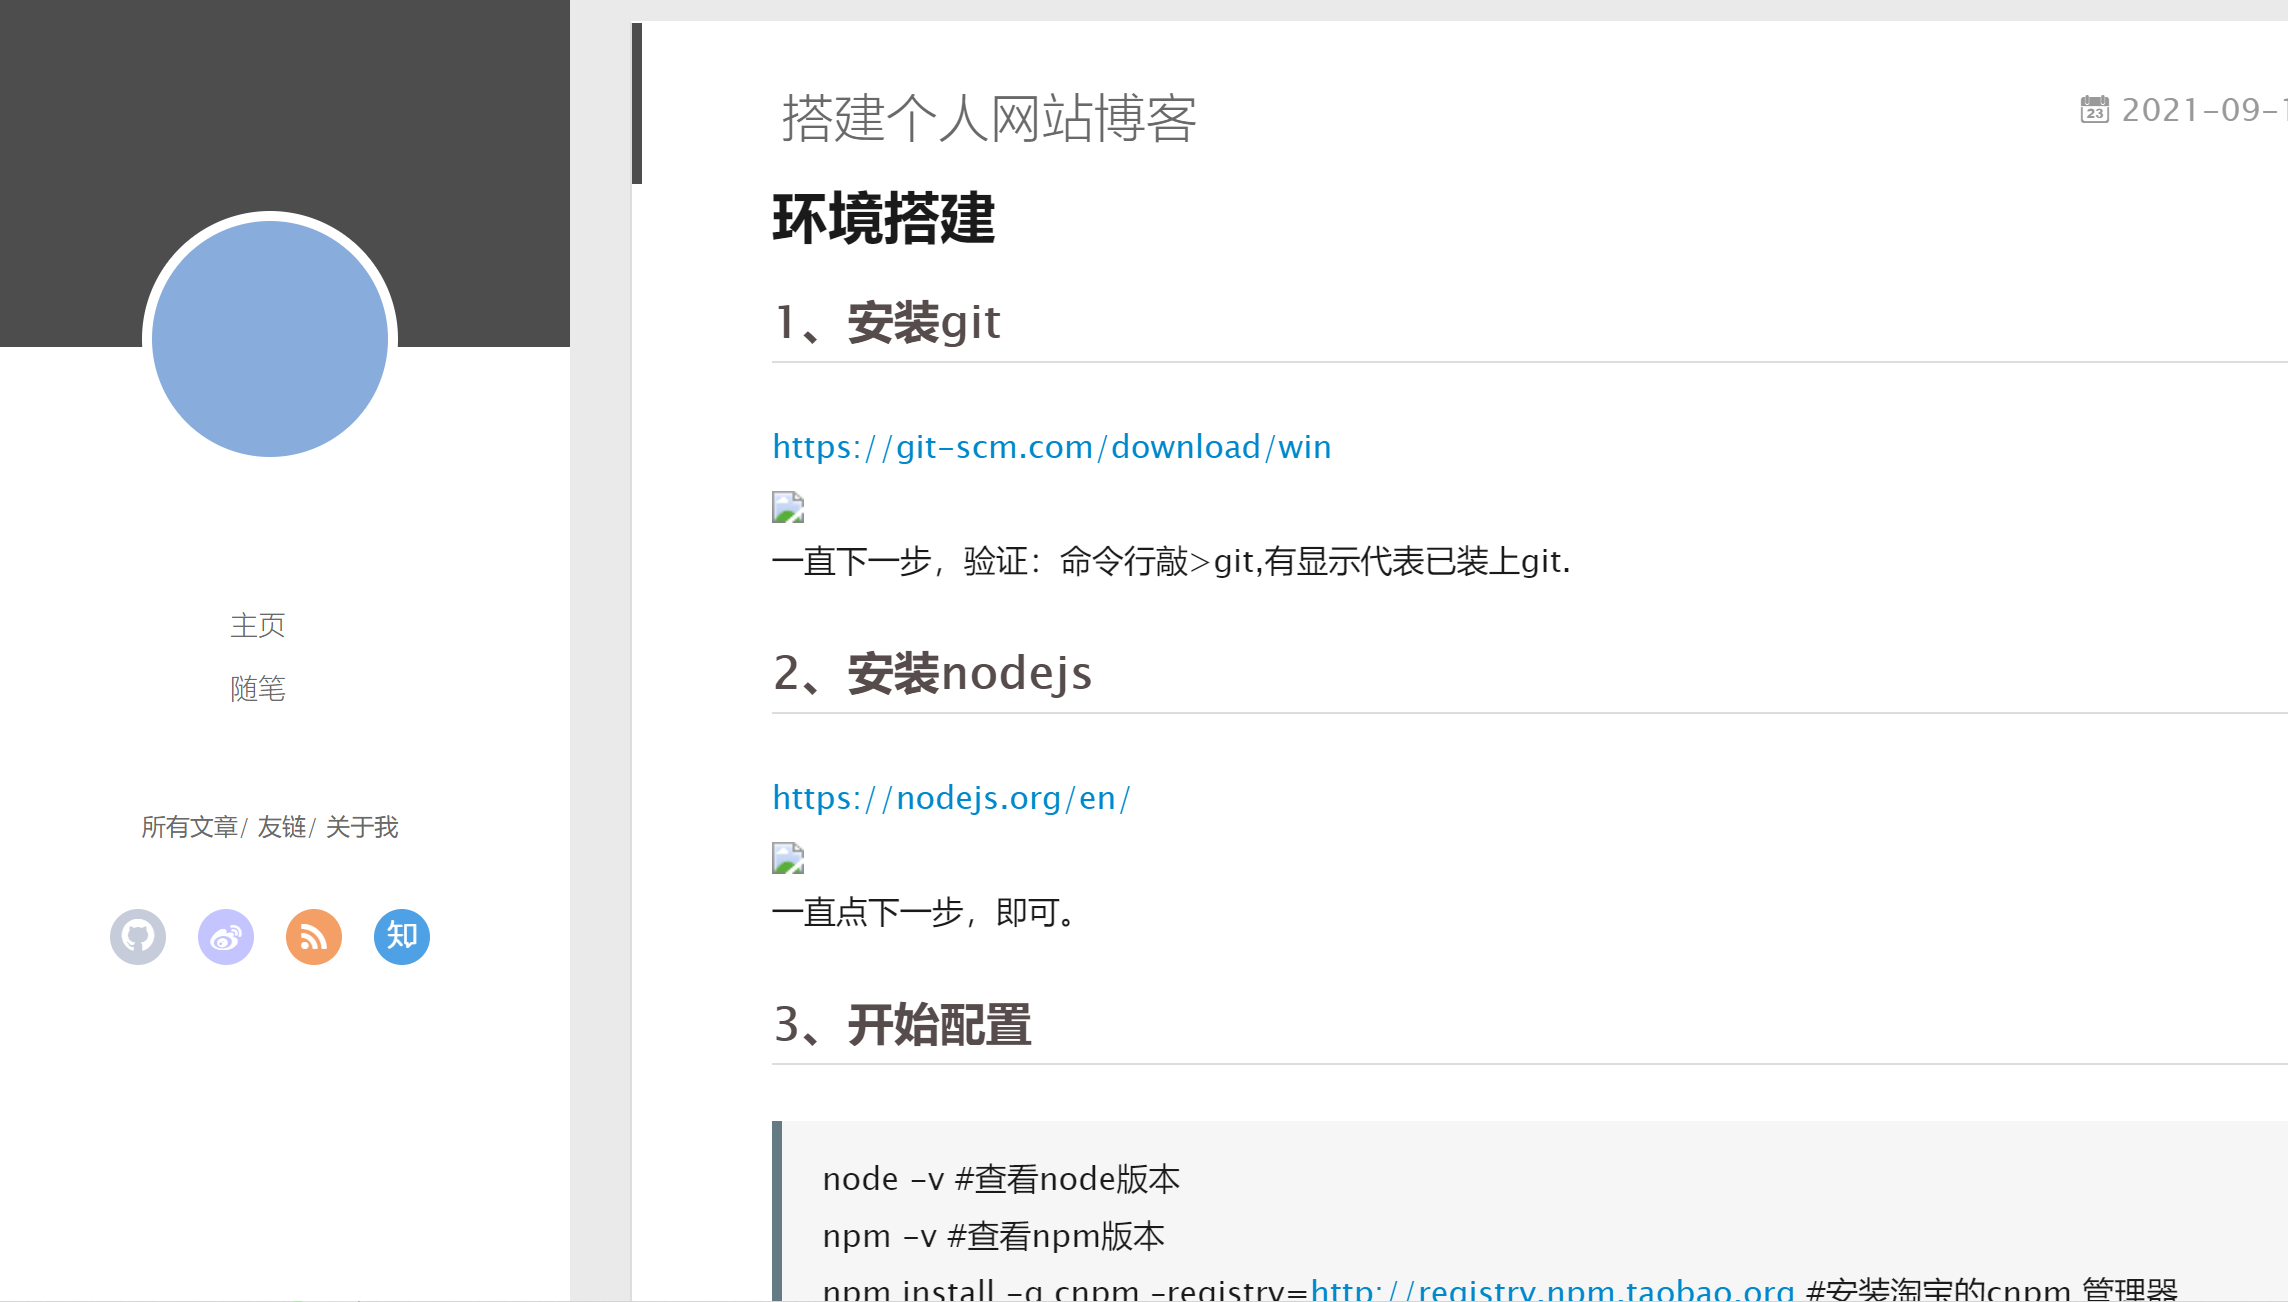 搭建个人网站博客
23 2021-09-1
环境搭建
1、安装git
https://git-scm.com/download/win
一直下一步，验证：命令行敲>git,有显示代表已装上git.
2、安装nodejs
https://nodejs.org/en/
一直点下一步，即可。
3、开始配置
node -v #查看node版本
npm -v #查看npm版本
npm install -g cnpm -registry=http://registry.npm.taobao.org #安装淘宝的cnpm 管理器
主页
随笔
所有文章/ 友链/ 关于我
知